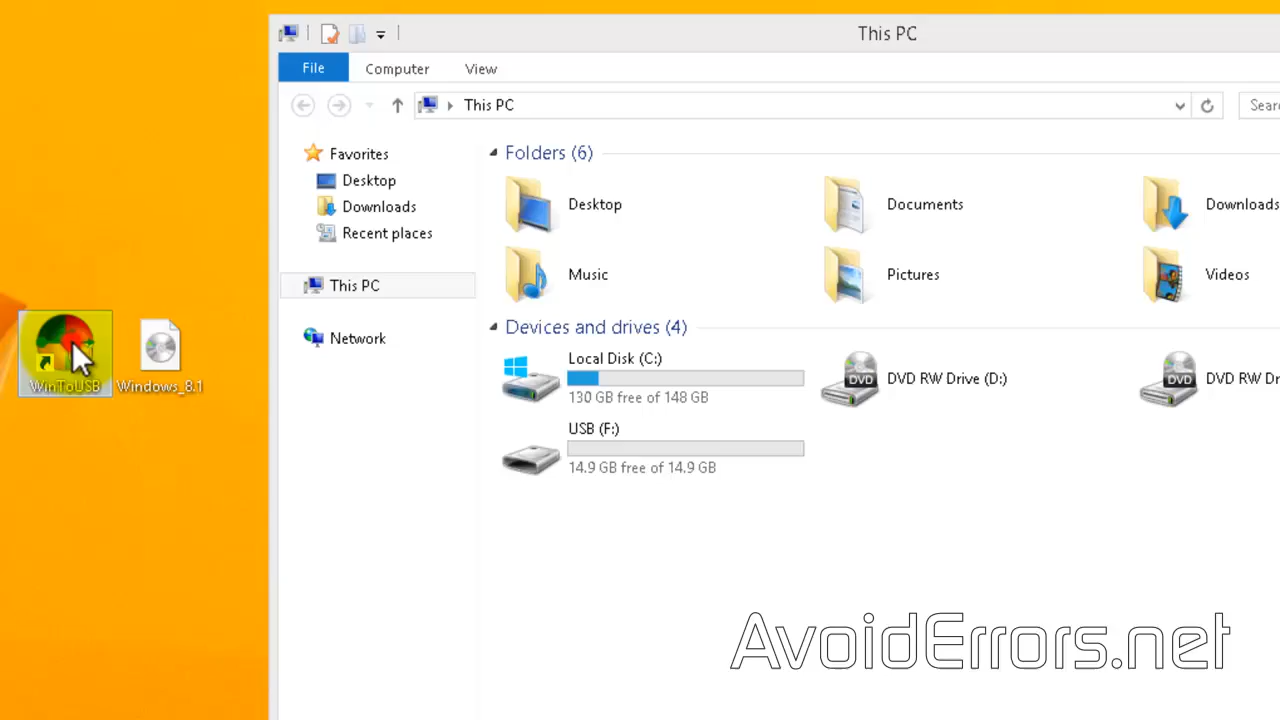 This PC
File
Computer
View
This PC
Sear
Favorites
Desktop
Downloads
Recent places
This PC
Network
Folders (6)
Desktop
Documents
Downloads
Music
Pictures
Videos
Devices and drives (4)
Local Disk (C:)
130 GB free of 148 GB
DVD RW Drive (D:)
DVD RW Dr
USB (F:)
14.9 GB free of 14.9 GB
WinToUSB
Windows_8.1
DVD
DVD
AvoidErrors.net